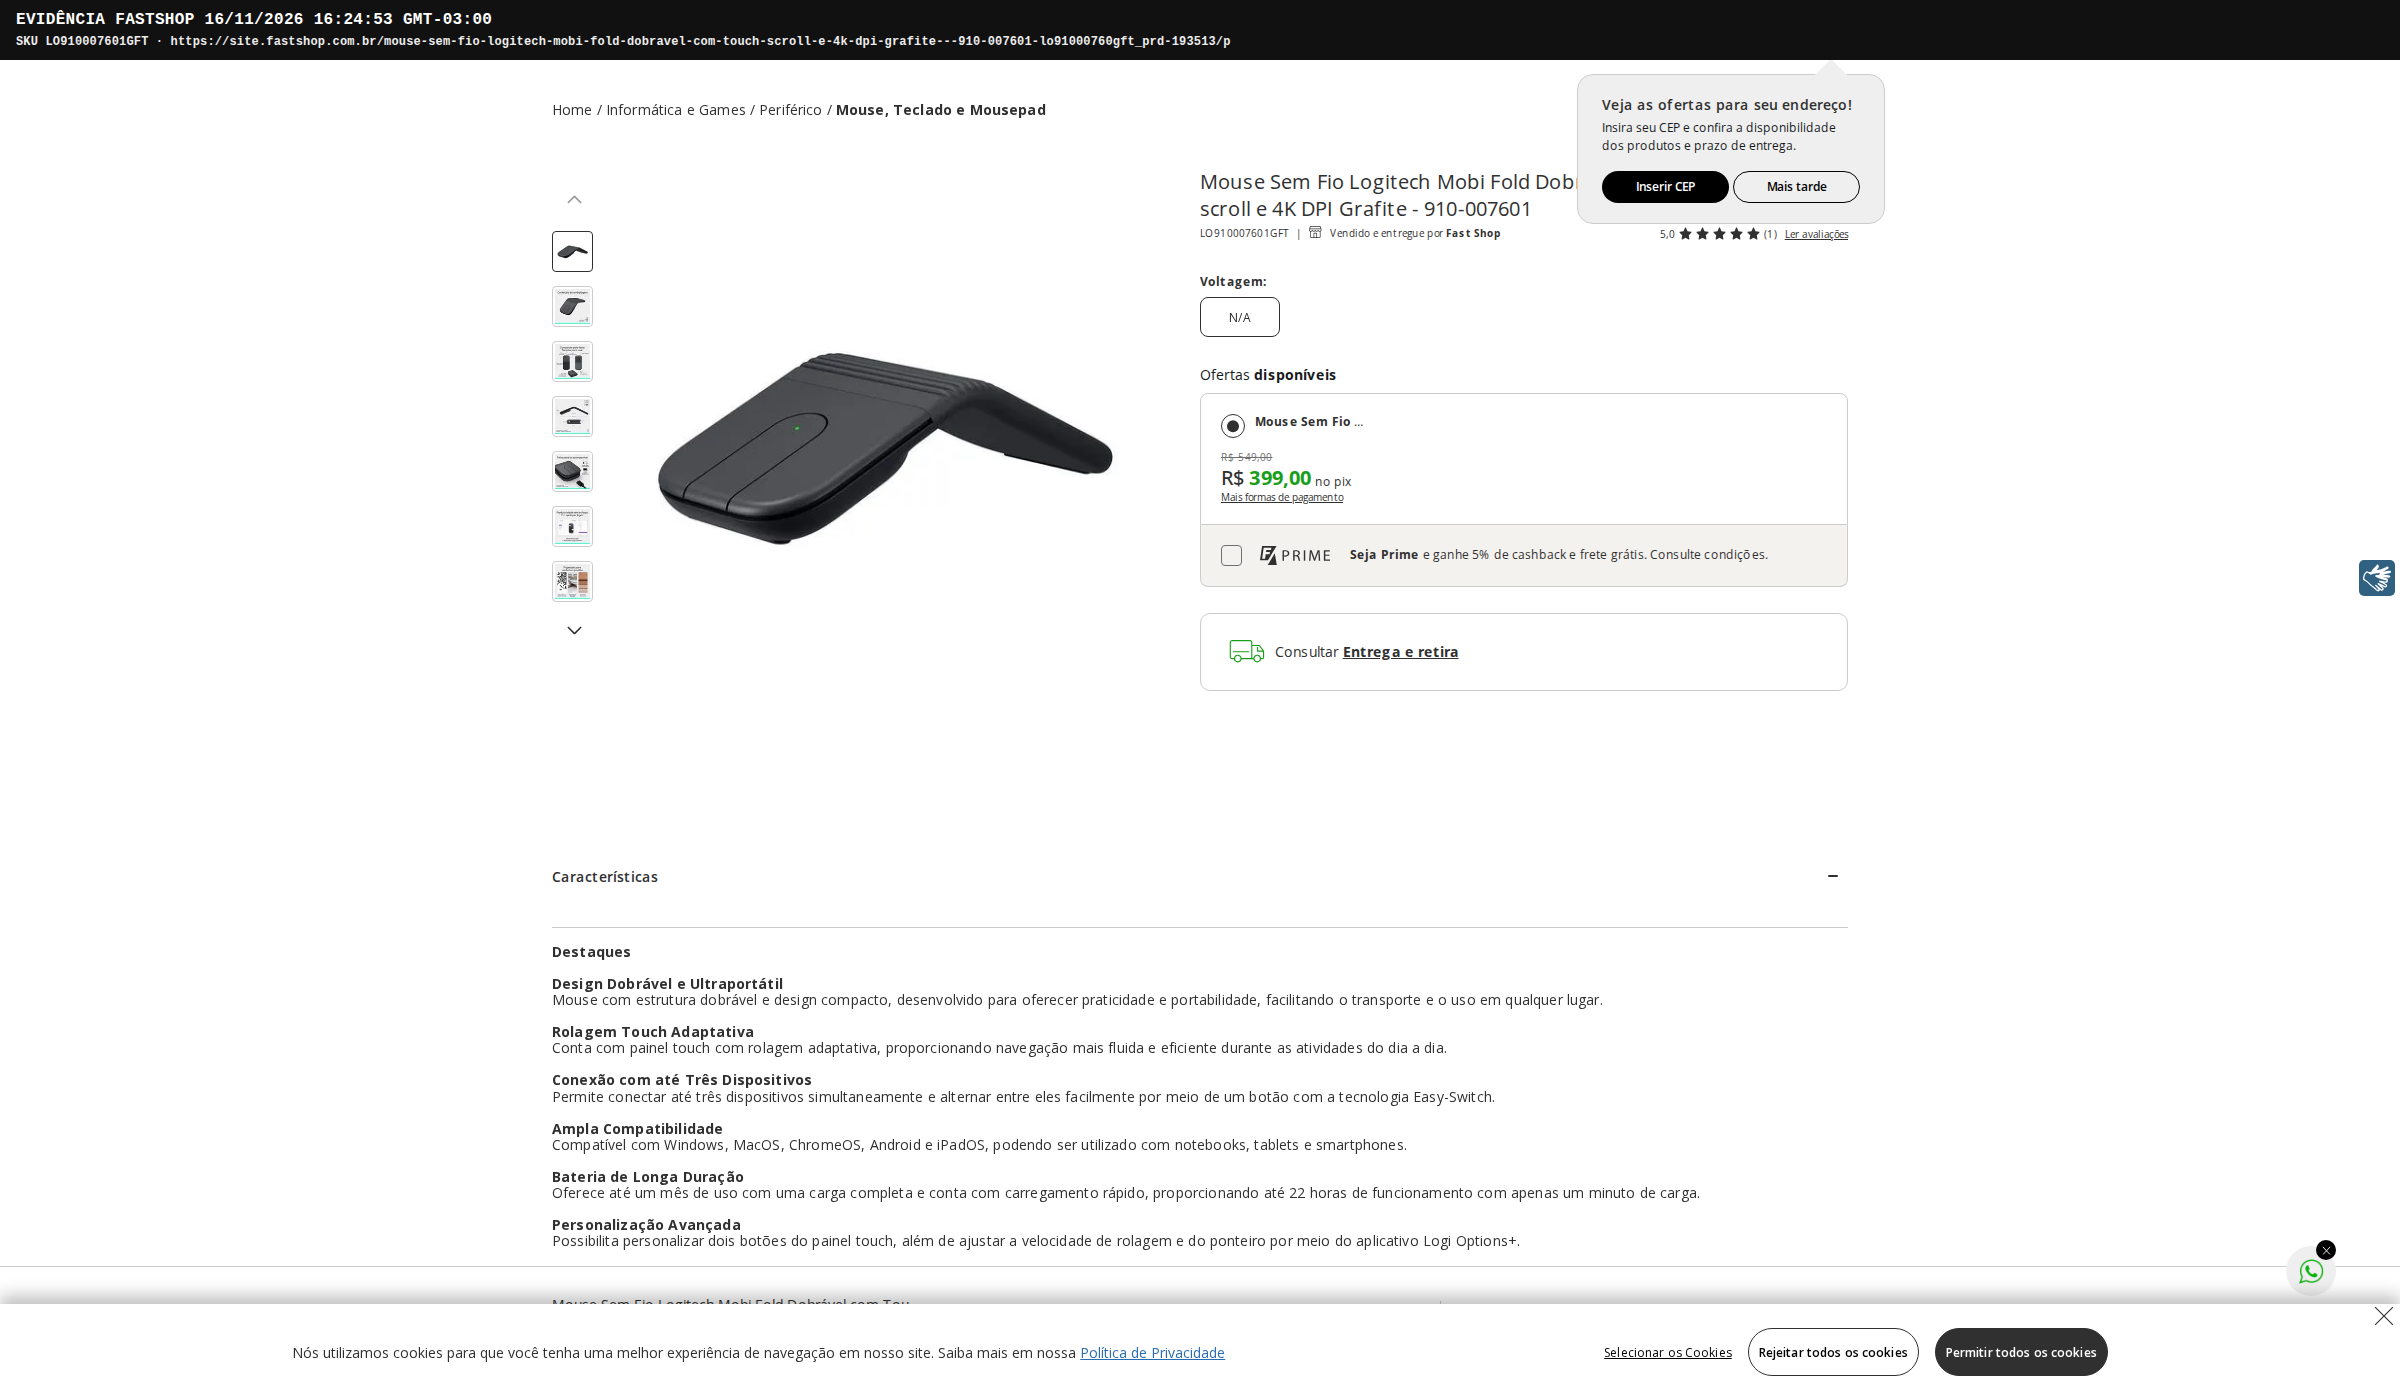 EVIDÊNCIA FASTSHOP 16/11/2026 16:24:53 GMT-03:00
SKU LO910007601GFT · https://site.fastshop.com.br/mouse-sem-fio-logitech-mobi-fold-dobravel-com-touch-scroll-e-4k-dpi-grafite---910-007601-lo91000760gft_prd-193513/p
Home / Informática e Games / Periférico / Mouse, Teclado e Mousepad
Veja as ofertas para seu endereço!
Insira seu CEP e confira a disponibilidade
dos produtos e prazo de entrega.
Inserir CEP
Mais tarde
Mouse Sem Fio Logitech Mobi Fold
scroll e 4K DPI Grafite - 910-007601
LO910007601GFT | Vendido e entregue por Fast Shop
5,0 (1) Ler avaliações
Voltagem:
N/A
Ofertas disponíveis
Mouse Sem Fio ...
R$ 549,00
R$ 399,00 no pix
Mais formas de pagamento
PRIME Seja Prime e ganhe 5% de cashback e frete grátis. Consulte condições.
Consultar Entrega e retira
Características
Destaques
Design Dobrável e Ultraportátil
Mouse com estrutura dobrável e design compacto, desenvolvido para oferecer praticidade e portabilidade, facilitando o transporte e o uso em qualquer lugar.
Rolagem Touch Adaptativa
Conta com painel touch com rolagem adaptativa, proporcionando navegação mais fluida e eficiente durante as atividades do dia a dia.
Conexão com até Três Dispositivos
Permite conectar até três dispositivos simultaneamente e alternar entre eles facilmente por meio de um botão com a tecnologia Easy-Switch.
Ampla Compatibilidade
Compatível com Windows, MacOS, ChromeOS, Android e iPadOS, podendo ser utilizado com notebooks, tablets e smartphones.
Bateria de Longa Duração
Oferece até um mês de uso com uma carga completa e conta com carregamento rápido, proporcionando até 22 horas de funcionamento com apenas um minuto de carga.
Personalização Avançada
Possibilita personalizar dois botões do painel touch, além de ajustar a velocidade de rolagem e do ponteiro por meio do aplicativo Logi Options+.
Mouse Sem Fio Logitech Mobi Fold Dobrável com Tou
Nós utilizamos cookies para que você tenha uma melhor experiência de navegação em nosso site. Saiba mais em nossa Política de Privacidade
Selecionar os Cookies
Rejeitar todos os cookies
Permitir todos os cookies